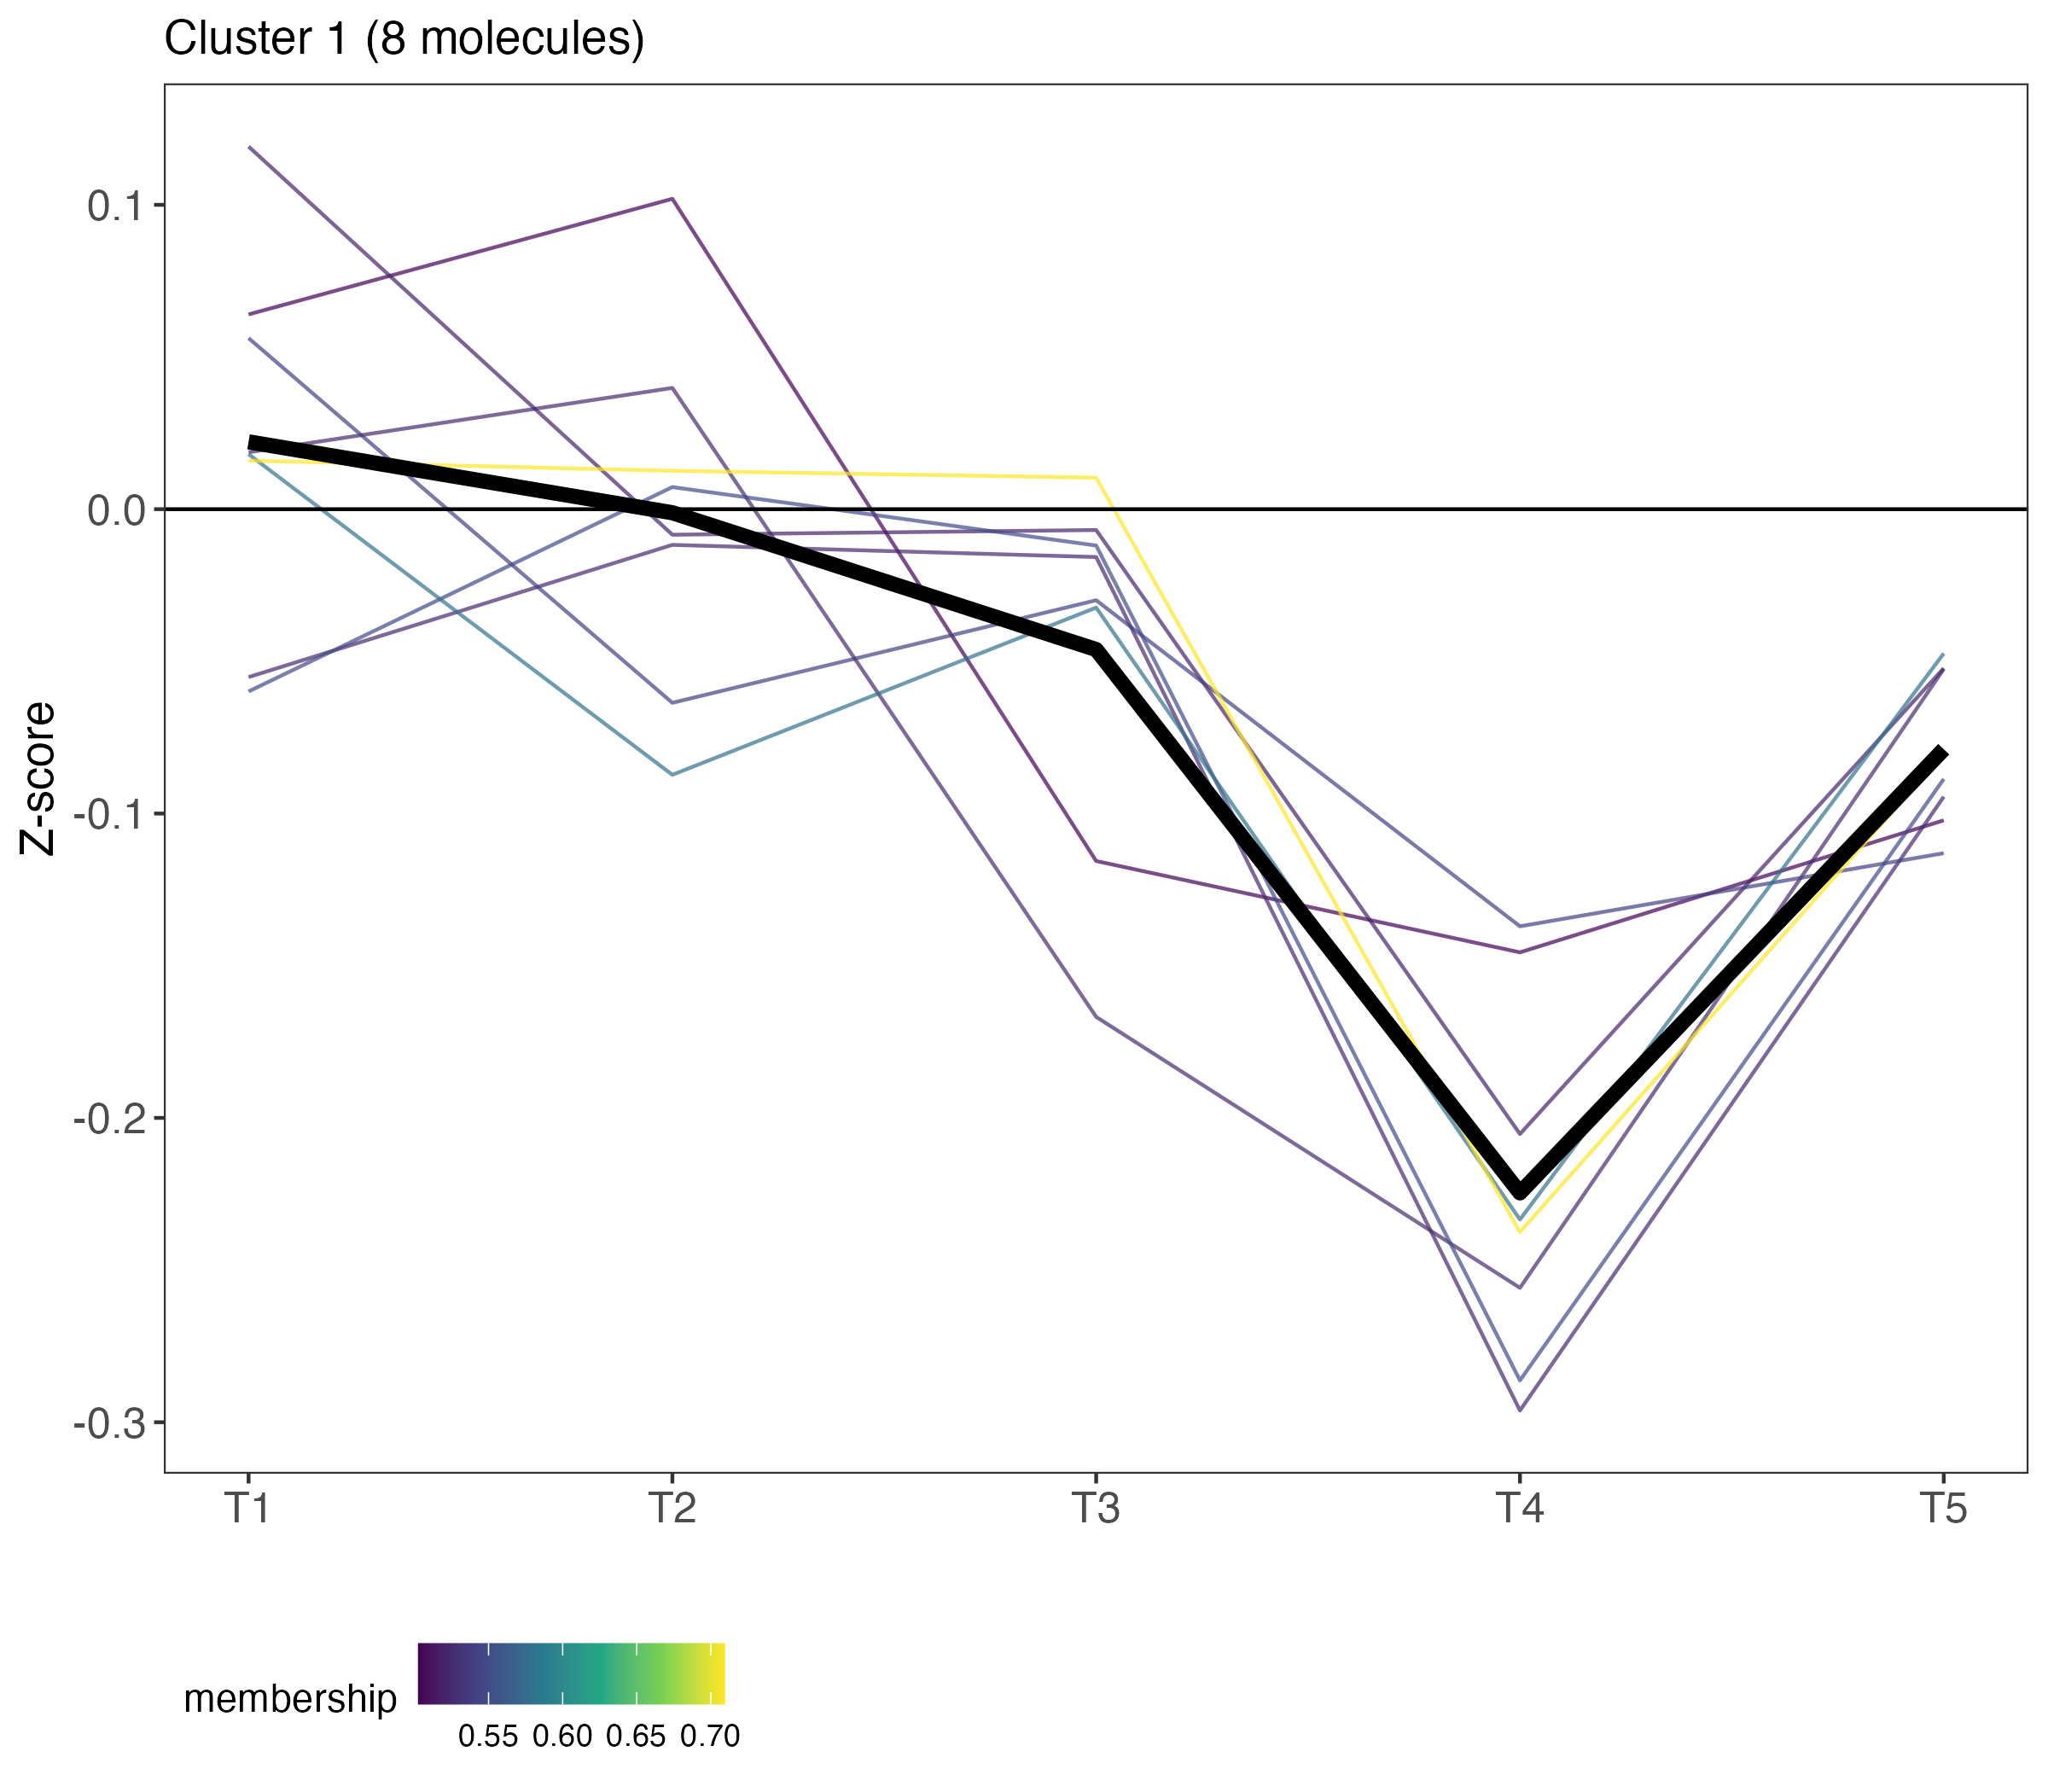 Cluster 1 (8 molecules)
Z-score
0.1
0.0
-0.1
-0.2
-0.3
T1 T2 T3 T4 T5
membership
0.55 0.60 0.65 0.70